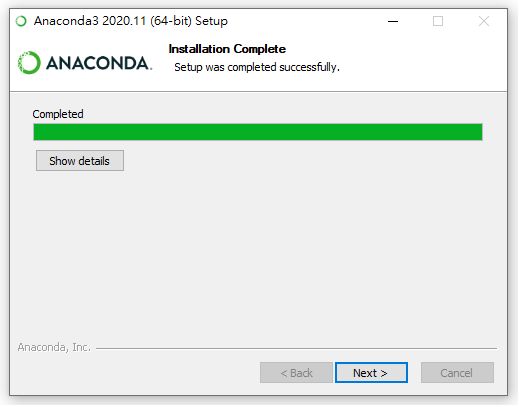 Anaconda3 2020.11 (64-bit) Setup
ANACONDA.
Installation Complete
Setup was completed successfully.
Completed
Show details
Anaconda, Inc.
< Back
Next >
Cancel